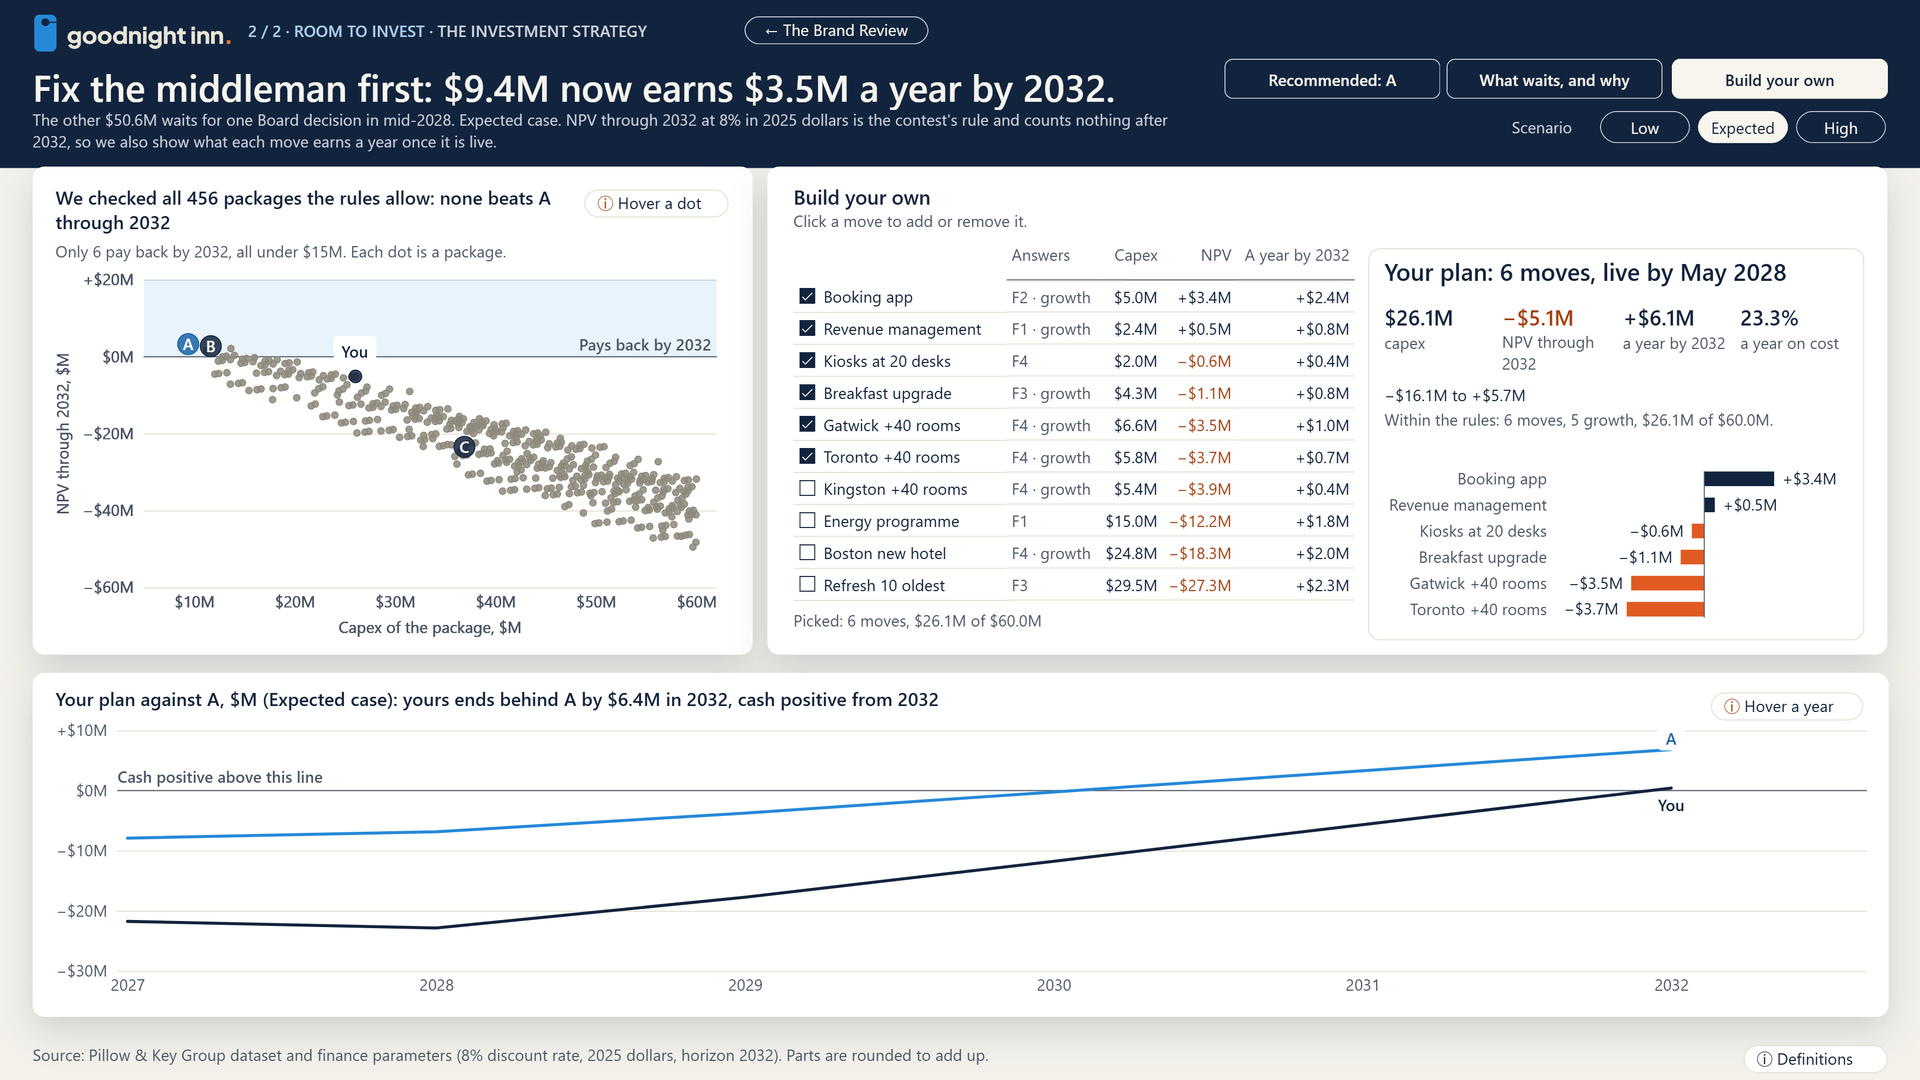 goodnight inn.
2 / 2 · ROOM TO INVEST · THE INVESTMENT STRATEGY
← The Brand Review
Fix the middleman first: $9.4M now earns $3.5M a year by 2032.
The other $50.6M waits for one Board decision in mid-2028. Expected case. NPV through 2032 at 8% in 2025 dollars is the contest's rule and counts nothing after
2032, so we also show what each move earns a year once it is live.
Recommended: A
What waits, and why
Build your own
Scenario
Low
Expected
High
We checked all 456 packages the rules allow: none beats A
through 2032
ⓘ Hover a dot
Only 6 pay back by 2032, all under $15M. Each dot is a package.
NPV through 2032, $M
+$20M
$0M
−$20M
−$40M
−$60M
A
B
C
You
Pays back by 2032
$10M
$20M
$30M
$40M
$50M
$60M
Capex of the package, $M
Build your own
Click a move to add or remove it.
Answers Capex NPV A year by 2032
Booking app F2 · growth $5.0M +$3.4M +$2.4M
Revenue management F1 · growth $2.4M +$0.5M +$0.8M
Kiosks at 20 desks F4 $2.0M −$0.6M +$0.4M
Breakfast upgrade F3 · growth $4.3M −$1.1M +$0.8M
Gatwick +40 rooms F4 · growth $6.6M −$3.5M +$1.0M
Toronto +40 rooms F4 · growth $5.8M −$3.7M +$0.7M
Kingston +40 rooms F4 · growth $5.4M −$3.9M +$0.4M
Energy programme F1 $15.0M −$12.2M +$1.8M
Boston new hotel F4 · growth $24.8M −$18.3M +$2.0M
Refresh 10 oldest F3 $29.5M −$27.3M +$2.3M
Picked: 6 moves, $26.1M of $60.0M
Your plan: 6 moves, live by May 2028
$26.1M
capex
−$5.1M
NPV through
2032
+$6.1M
a year by 2032
23.3%
a year on cost
−$16.1M to +$5.7M
Within the rules: 6 moves, 5 growth, $26.1M of $60.0M.
Booking app +$3.4M
Revenue management +$0.5M
Kiosks at 20 desks −$0.6M
Breakfast upgrade −$1.1M
Gatwick +40 rooms −$3.5M
Toronto +40 rooms −$3.7M
Your plan against A, $M (Expected case): yours ends behind A by $6.4M in 2032, cash positive from 2032
ⓘ Hover a year
+$10M
$0M
−$10M
−$20M
−$30M
Cash positive above this line
A
You
2027
2028
2029
2030
2031
2032
Source: Pillow & Key Group dataset and finance parameters (8% discount rate, 2025 dollars, horizon 2032). Parts are rounded to add up.
ⓘ Definitions